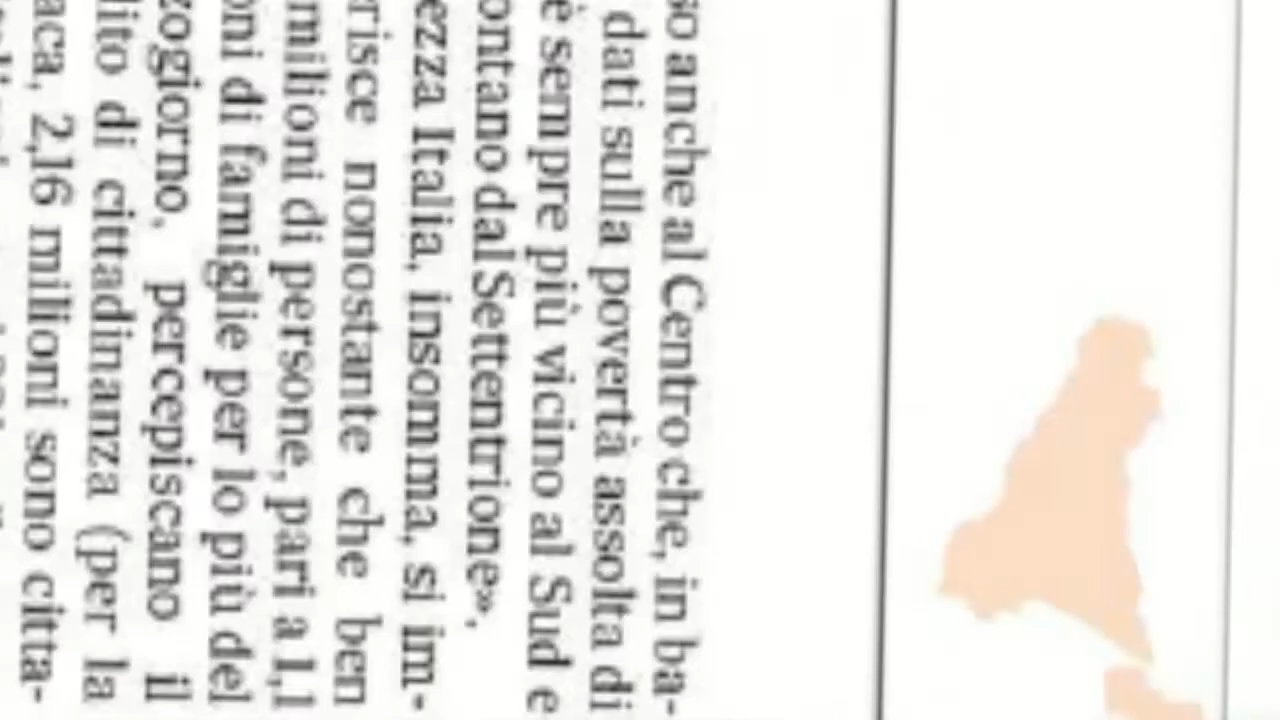 so anche al Centro che, in ba-
dati sulla povertà assoluta di
è sempre più vicino al Sud e
ontano dal Settentrione».
ezza Italia, insomma, si im-
risce nonostante che ben
milioni di persone, pari a 1,1
oni di famiglie per lo più del
zogiorno, percepiscano il
dito di cittadinanza (per la
aca, 2,16 milioni sono citta-